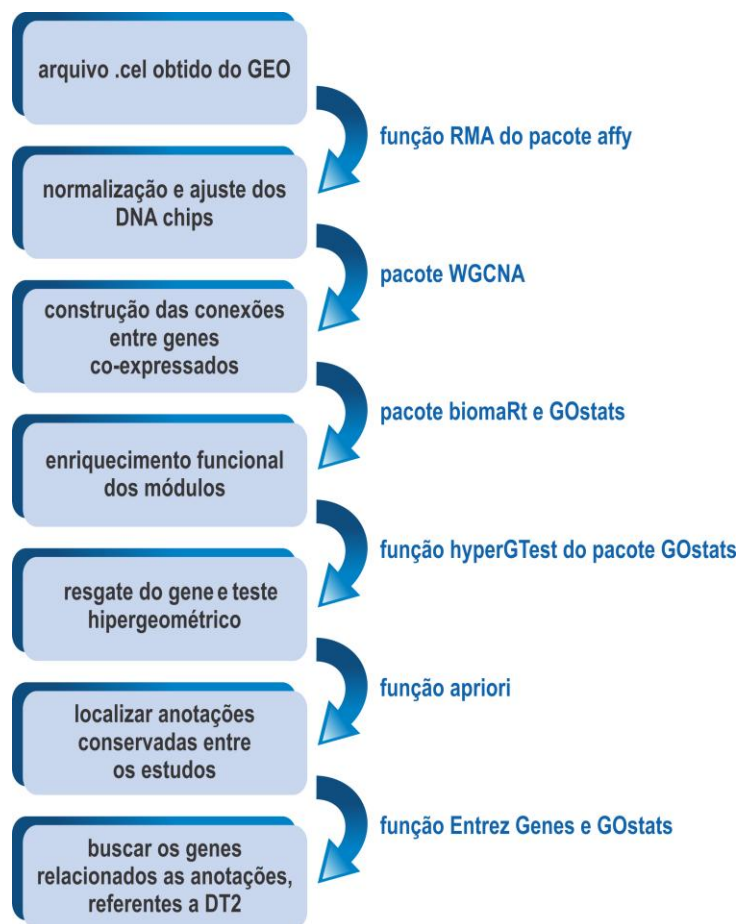 arquivo .cel obtido do GEO
função RMA do pacote affy
normalização e ajuste dos
DNA chips
pacote WGCNA
construção das conexões
entre genes
co-expressados
pacote biomaRt e GOstats
enriquecimento funcional
dos módulos
função hyperGTest do pacote GOstats
resgate do gene e teste
hipergeométrico
função apriori
localizar anotações
conservadas entre
os estudos
função Entrez Genes e GOstats
buscar os genes
relacionados as anotações,
referentes a DT2